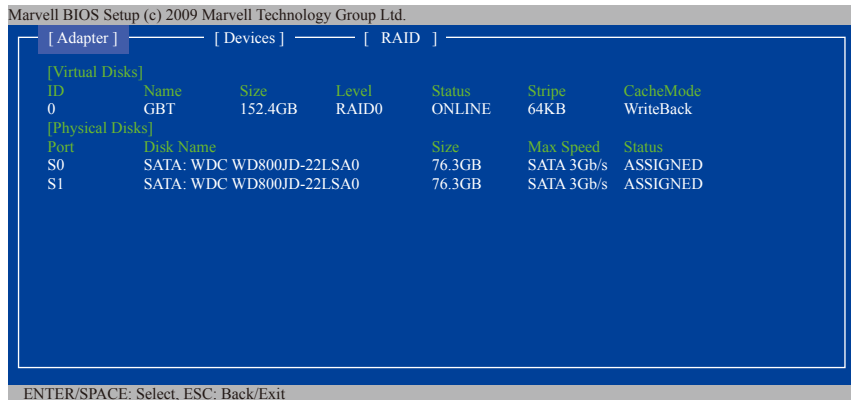 Marvell BIOS Setup (c) 2009 Marvell Technology Group Ltd.
[ Adapter ] [ Devices ] [ RAID ]
[Virtual Disks]
ID Name Size Level Status Stripe CacheMode
0 GBT 152.4GB RAID0 ONLINE 64KB WriteBack
[Physical Disks]
Port Disk Name Size Max Speed Status
S0 SATA: WDC WD800JD-22LSA0 76.3GB SATA 3Gb/s ASSIGNED
S1 SATA: WDC WD800JD-22LSA0 76.3GB SATA 3Gb/s ASSIGNED
ENTER/SPACE: Select, ESC: Back/Exit